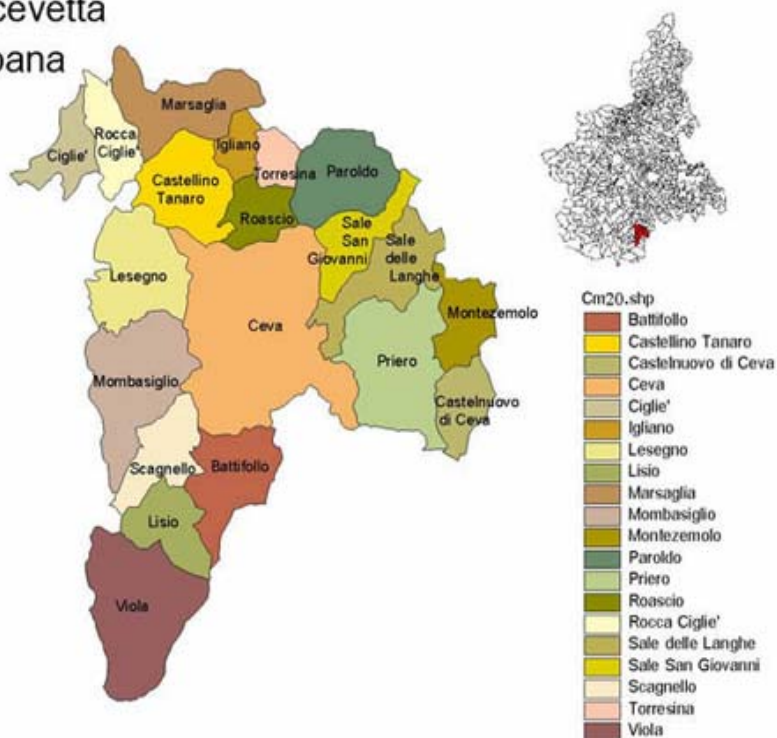 cevetta
bana
Marsaglia
Rocca
Ciglie'
Ciglie'
Igliano
Torresina
Paroldo
Castellino
Tanaro
Roascio
Sale
San
Giovanni
Sale
delle
Langhe
Lesegno
Ceva
Montezemolo
Priero
Mombasiglio
Castelnuovo
di Ceva
Scagnello
Battifollo
Lisio
Viola
Cm20.shp
Battifollo
Castellino Tanaro
Castelnuovo di Ceva
Ceva
Ciglie'
Igliano
Lesegno
Lisio
Marsaglia
Mombasiglio
Montezemolo
Paroldo
Priero
Roascio
Rocca Ciglie'
Sale delle Langhe
Sale San Giovanni
Scagnello
Torresina
Viola